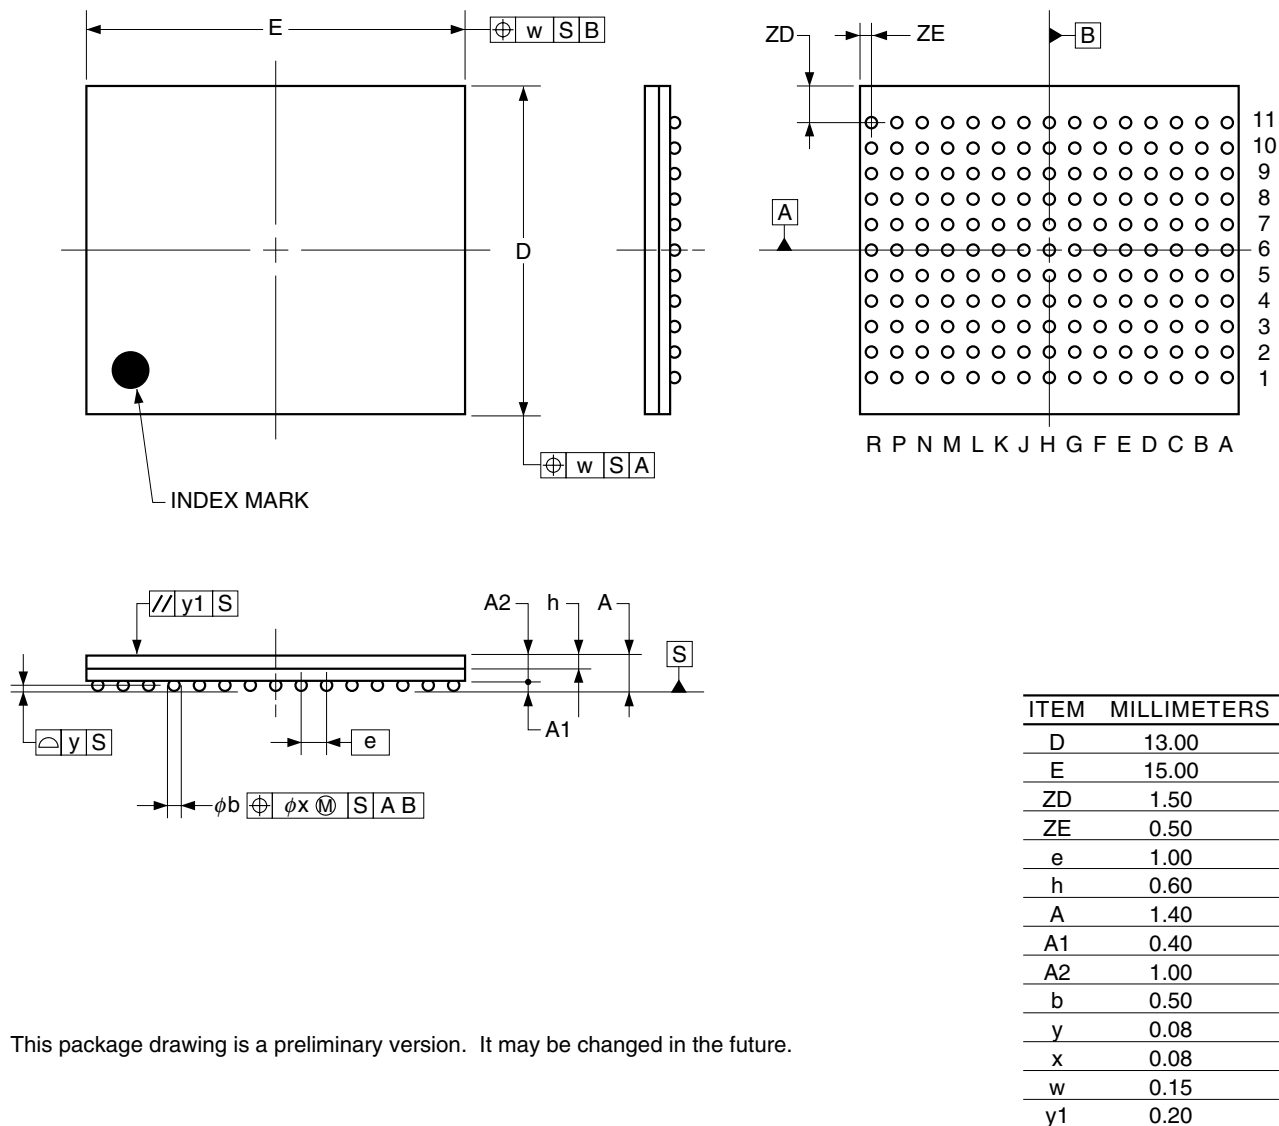 E
w S B
ZD
ZE
B
D
A
11
10
9
8
7
6
5
4
3
2
1
R P N M L K J H G F E D C B A
w S A
INDEX MARK
// y1 S
A2
h
A
S
A1
y S
e
φb φx Ⓜ S A B
ITEM MILLIMETERS
D 13.00
E 15.00
ZD 1.50
ZE 0.50
e 1.00
h 0.60
A 1.40
A1 0.40
A2 1.00
b 0.50
y 0.08
x 0.08
w 0.15
y1 0.20
This package drawing is a preliminary version. It may be changed in the future.